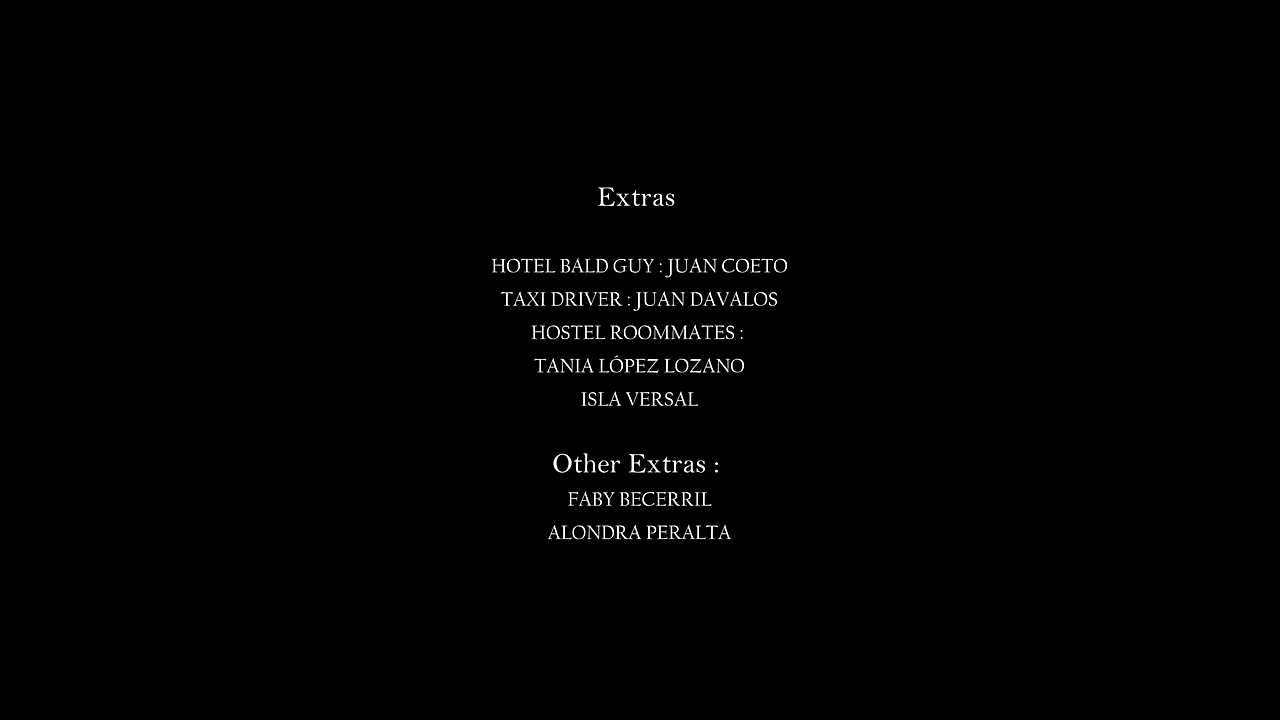 Extras
HOTEL BALD GUY : JUAN COETO
TAXI DRIVER : JUAN DAVALOS
HOSTEL ROOMMATES :
TANIA LÓPEZ LOZANO
ISLA VERSAL
Other Extras :
FABY BECERRIL
ALONDRA PERALTA